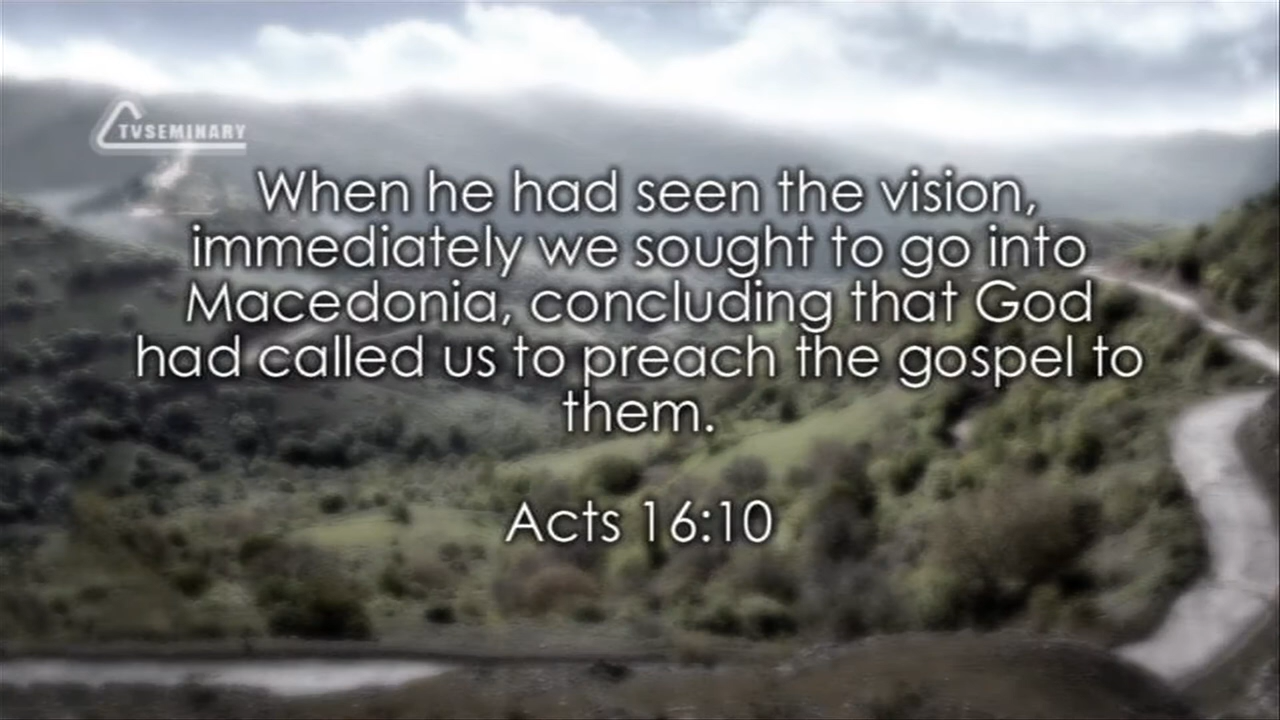 TVSEMINARY
When he had seen the vision,
immediately we sought to go into
Macedonia, concluding that God
had called us to preach the gospel to
them.
Acts 16:10